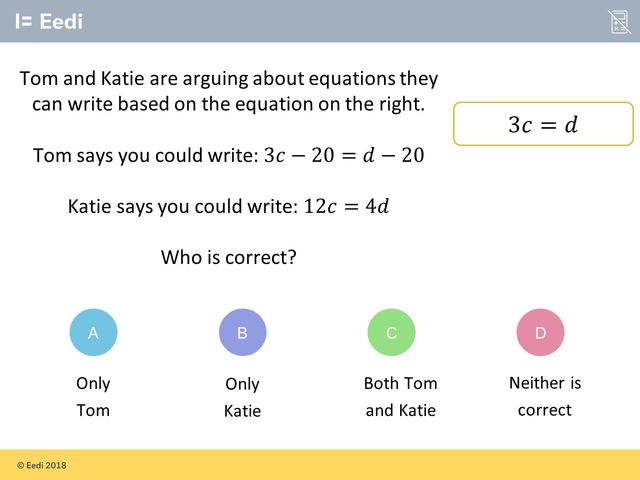 Eedi
Tom and Katie are arguing about equations they
can write based on the equation on the right.
3𝑐 = 𝑑
Tom says you could write: 3𝑐 − 20 = 𝑑 − 20
Katie says you could write: 12𝑐 = 4𝑑
Who is correct?
A
B
C
D
Only
Tom
Only
Katie
Both Tom
and Katie
Neither is
correct
© Eedi 2018